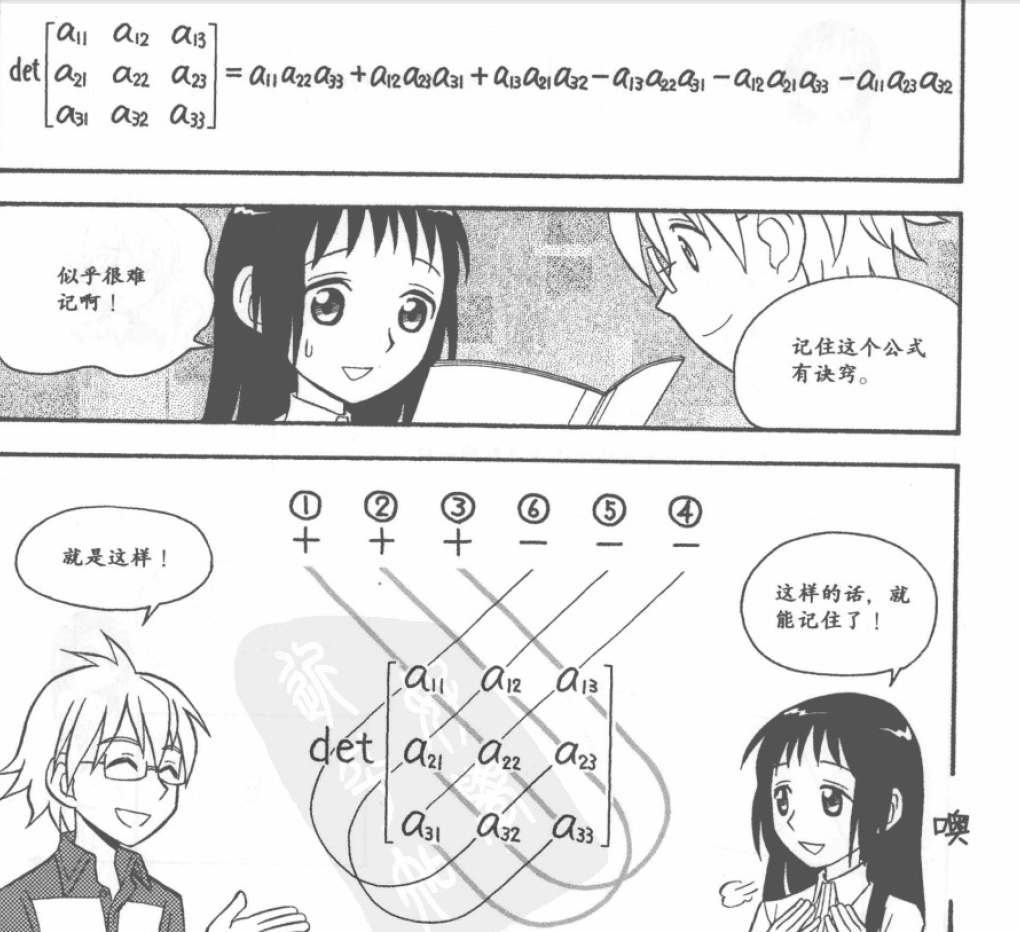 det [a₁₁ a₁₂ a₁₃
a₂₁ a₂₂ a₂₃
a₃₁ a₃₂ a₃₃] = a₁₁a₂₂a₃₃ + a₁₂a₂₃a₃₁ + a₁₃a₂₁a₃₂ − a₁₃a₂₂a₃₁ − a₁₂a₂₁a₃₃ − a₁₁a₂₃a₃₂
似乎很难
记啊！
记住这个公式
有诀窍。
① ② ③ ⑥ ⑤ ④
+ + + − − −
就是这样！
这样的话，就
能记住了！
det [a₁₁ a₁₂ a₁₃
a₂₁ a₂₂ a₂₃
a₃₁ a₃₂ a₃₃]
噢